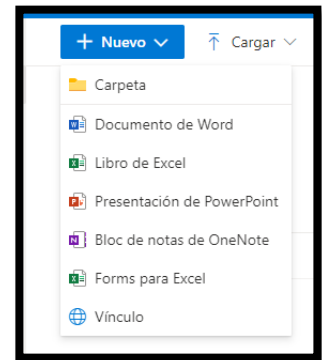 + Nuevo
Cargar
Carpeta
Documento de Word
Libro de Excel
Presentación de PowerPoint
Bloc de notas de OneNote
Forms para Excel
Vínculo